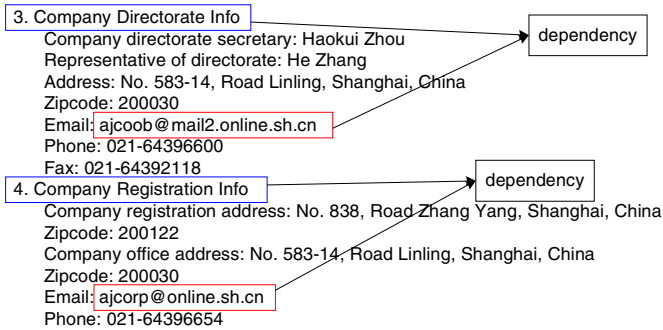 3. Company Directorate Info
dependency
Company directorate secretary: Haokui Zhou
Representative of directorate: He Zhang
Address: No. 583-14, Road Linling, Shanghai, China
Zipcode: 200030
Email: ajcoob@mail2.online.sh.cn
Phone: 021-64396600
Fax: 021-64392118
4. Company Registration Info
dependency
Company registration address: No. 838, Road Zhang Yang, Shanghai, China
Zipcode: 200122
Company office address: No. 583-14, Road Linling, Shanghai, China
Zipcode: 200030
Email: ajcorp@online.sh.cn
Phone: 021-64396654